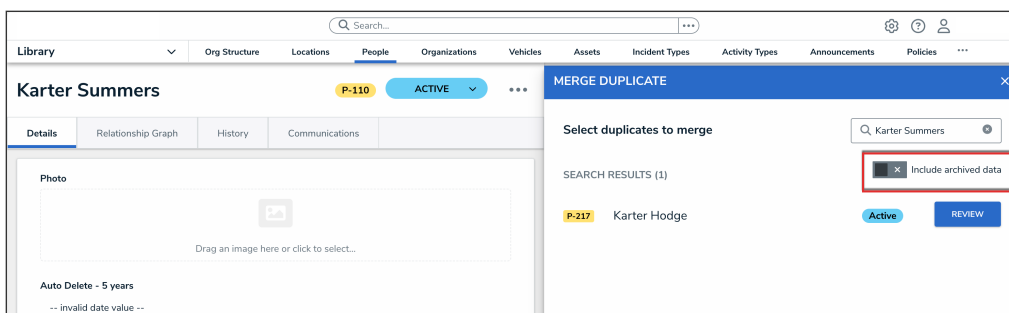 Search...
Library Org Structure Locations People Organizations Vehicles Assets Incident Types Activity Types Announcements Policies
Karter Summers P-110 ACTIVE
Details Relationship Graph History Communications
Photo
Drag an image here or click to select...
Auto Delete - 5 years
-- invalid date value --
MERGE DUPLICATE
Select duplicates to merge Karter Summers
Include archived data
SEARCH RESULTS (1)
P-217 Karter Hodge Active REVIEW